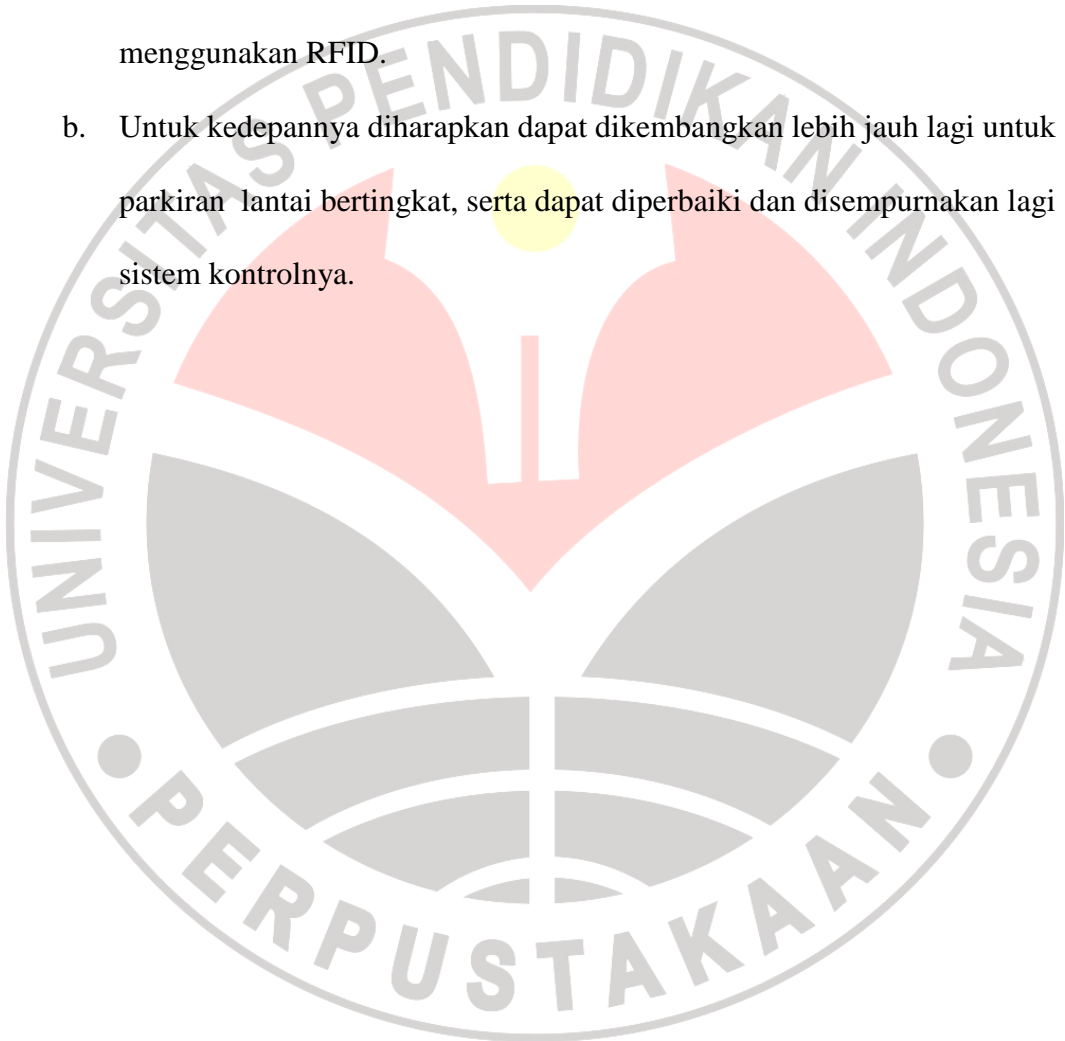 menggunakan RFID.
b. Untuk kedepannya diharapkan dapat dikembangkan lebih jauh lagi untuk
parkiran lantai bertingkat, serta dapat diperbaiki dan disempurnakan lagi
sistem kontrolnya.
UNIVERSITAS PENDIDIKAN INDONESIA
PERPUSTAKAAN